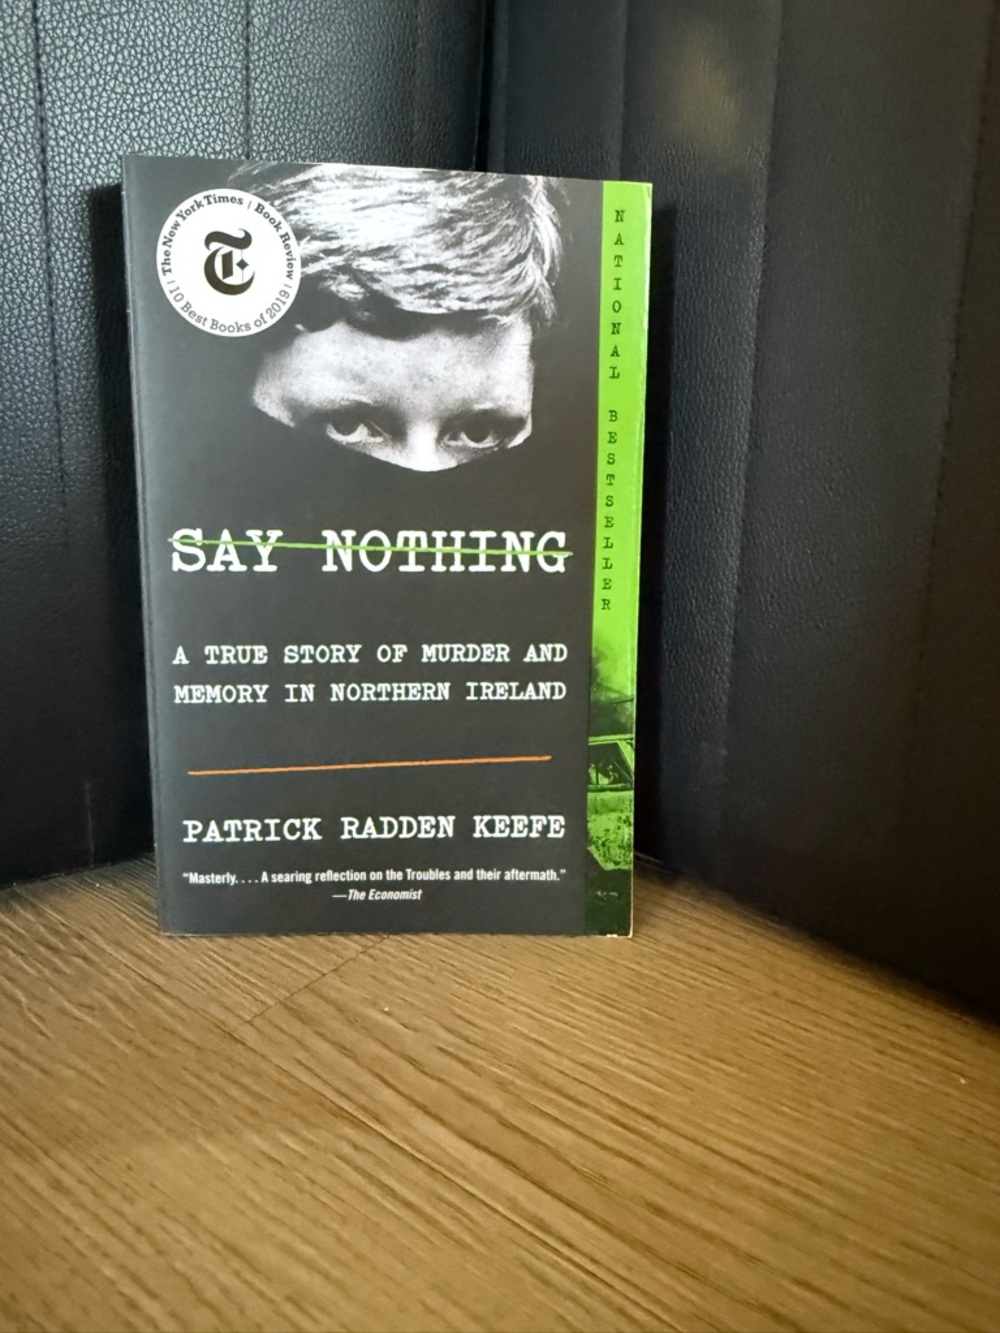 The New York Times | Book Review
T
| 10 Best Books of 2019 |
NATIONAL BESTSELLER
SAY NOTHING
A TRUE STORY OF MURDER AND
MEMORY IN NORTHERN IRELAND
PATRICK RADDEN KEEFE
“Masterly. . . . A searing reflection on the Troubles and their aftermath.”
—The Economist